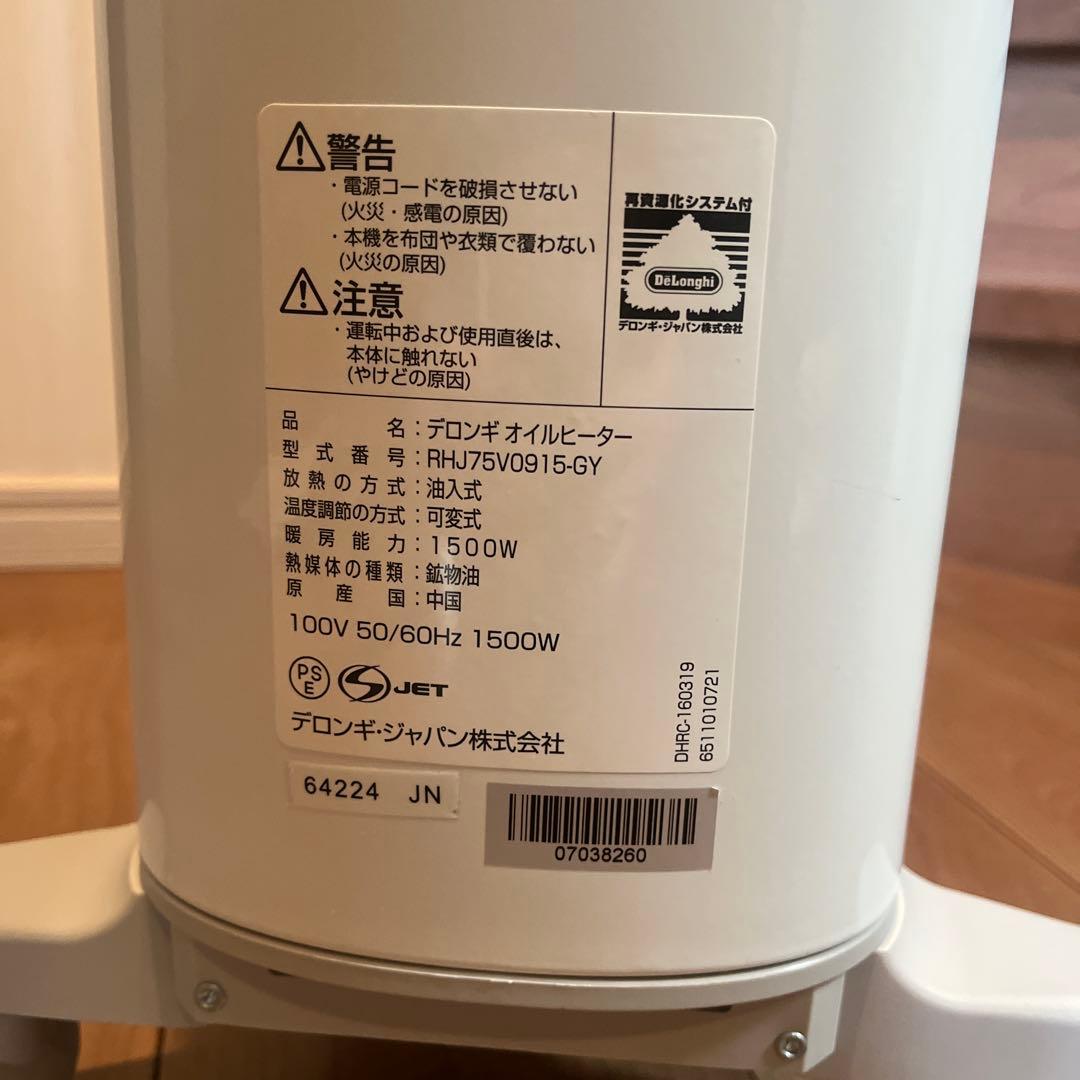 警告
・電源コードを破損させない
(火災・感電の原因)
・本機を布団や衣類で覆わない
(火災の原因)
注意
・運転中および使用直後は、
本体に触れない
(やけどの原因)
再資源化システム付
DeLonghi
デロンギ・ジャパン株式会社
品名：デロンギ オイルヒーター
型式番号：RHJ75V0915-GY
放熱の方式：油入式
温度調節の方式：可変式
暖房能力：1500W
熱媒体の種類：鉱物油
原産国：中国
100V 50/60Hz 1500W
PSE
JET
デロンギ・ジャパン株式会社
DHRC-160319
6511010721
64224 JN
07038260